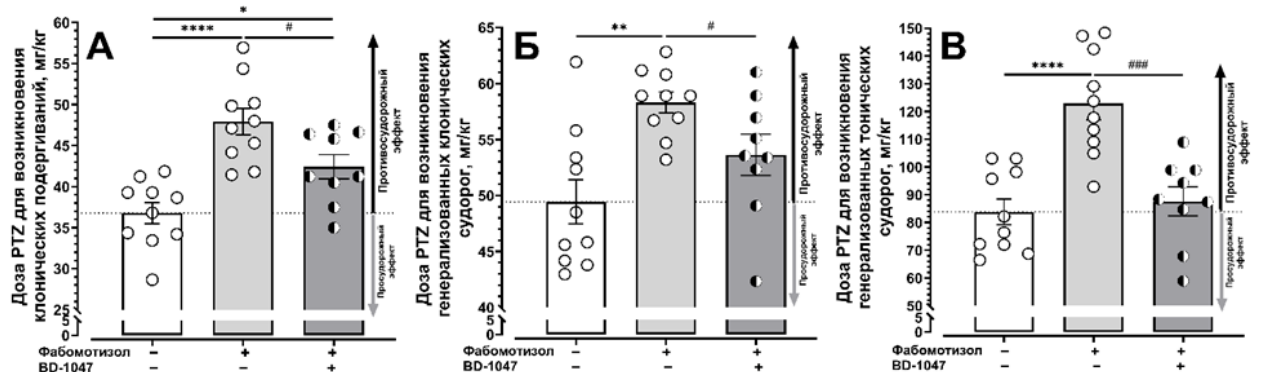 А
Доза PTZ для возникновения
клонических подергиваний, мг/кг
60
55
50
45
40
35
30
25
5
0
*
****
#
Противосудорожный
эффект
Просудорожный
эффект
Фабомотизол – + +
BD-1047 – – +
Б
Доза PTZ для возникновения
генерализованных клонических
судорог, мг/кг
65
60
55
50
45
40
5
0
**
#
Противосудорожный
эффект
Просудорожный
эффект
Фабомотизол – + +
BD-1047 – – +
В
Доза PTZ для возникновения
генерализованных тонических
судорог, мг/кг
150
140
130
120
110
100
90
80
70
60
50
5
0
****
###
Противосудорожный
эффект
Просудорожный
эффект
Фабомотизол – + +
BD-1047 – – +